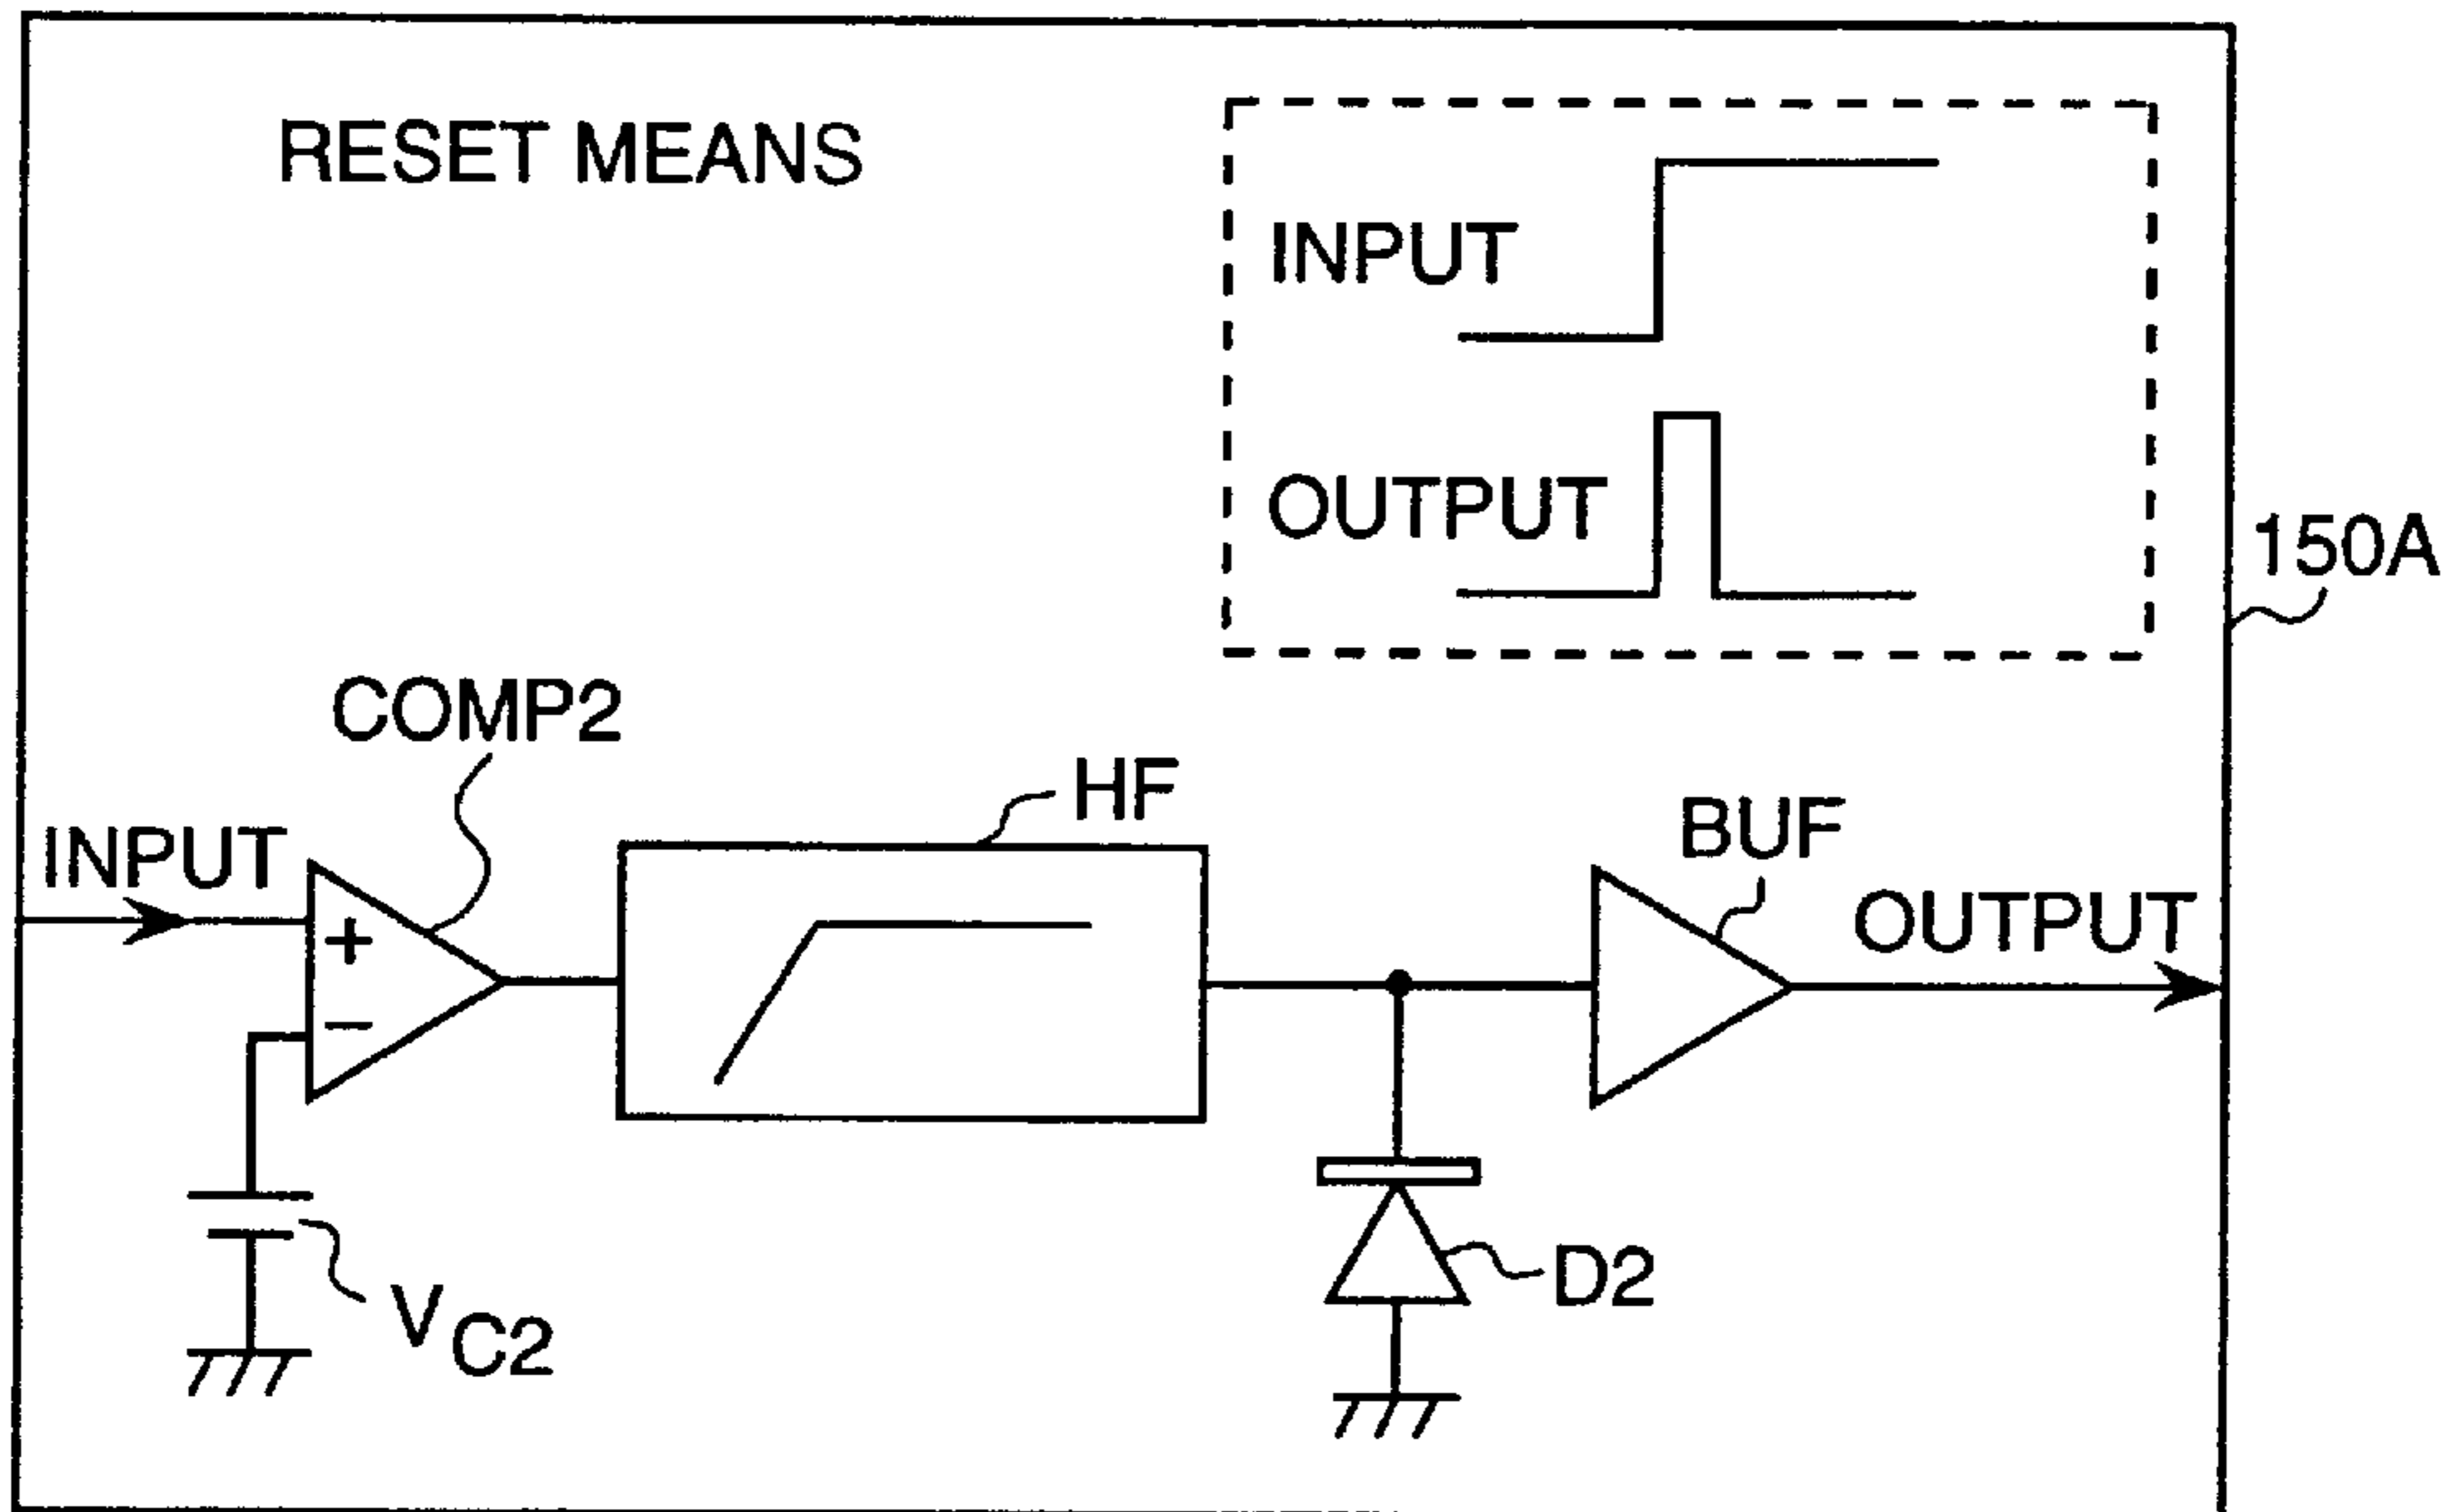 RESET MEANS
INPUT
OUTPUT
150A
COMP2
HF
BUF
INPUT
+
−
OUTPUT
VC2
D2